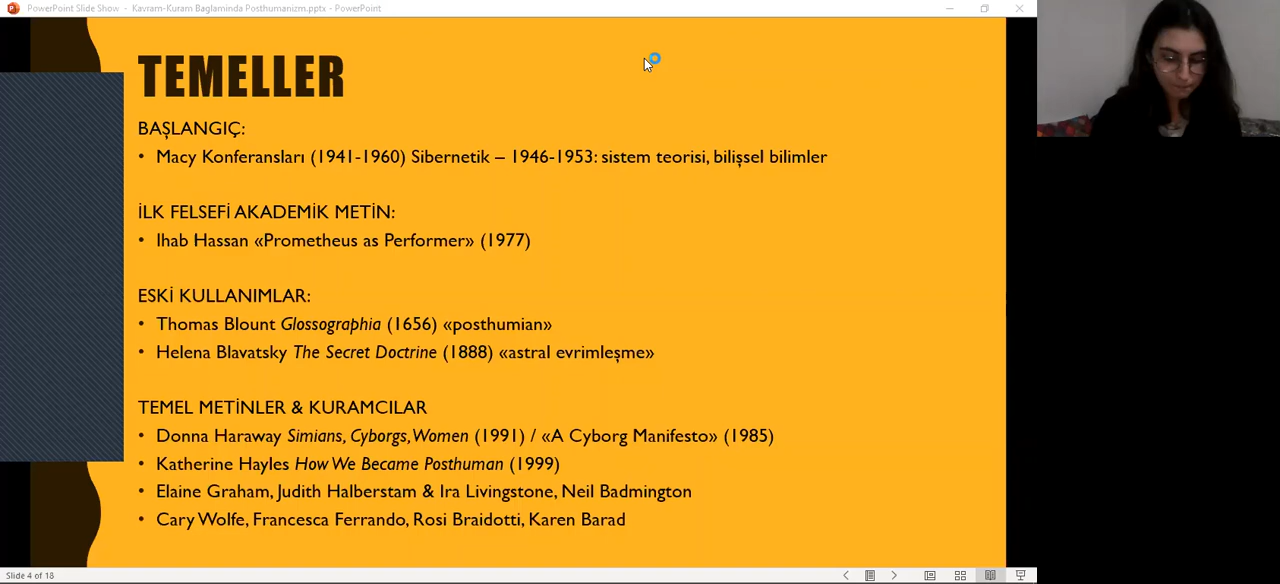 PowerPoint Slide Show - Kavram-Kuram Baglaminda Posthumanizm.pptx - PowerPoint
TEMELLER
BAŞLANGIÇ:
• Macy Konferansları (1941-1960) Sibernetik – 1946-1953: sistem teorisi, bilişsel bilimler
İLK FELSEFİ AKADEMİK METİN:
• Ihab Hassan «Prometheus as Performer» (1977)
ESKİ KULLANIMLAR:
• Thomas Blount Glossographia (1656) «posthumian»
• Helena Blavatsky The Secret Doctrine (1888) «astral evrimleşme»
TEMEL METİNLER & KURAMCILAR
• Donna Haraway Simians, Cyborgs, Women (1991) / «A Cyborg Manifesto» (1985)
• Katherine Hayles How We Became Posthuman (1999)
• Elaine Graham, Judith Halberstam & Ira Livingstone, Neil Badmington
• Cary Wolfe, Francesca Ferrando, Rosi Braidotti, Karen Barad
Slide 4 of 18